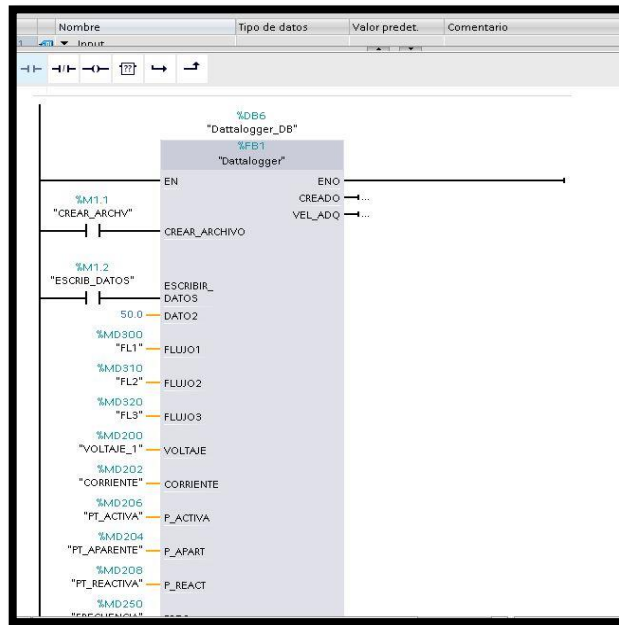 Nombre Tipo de datos Valor predet. Comentario
1 Input
%DB6
"Dattalogger_DB"
%FB1
"Dattalogger"
EN ENO
CREADO ...
%M1.1
VEL_ADQ ...
"CREAR_ARCHV"
CREAR_ARCHIVO
%M1.2
"ESCRIB_DATOS"
ESCRIBIR_
DATOS
50.0 DATO2
%MD300
"FL1" FLUJO1
%MD310
"FL2" FLUJO2
%MD320
"FL3" FLUJO3
%MD200
"VOLTAJE_1" VOLTAJE
%MD202
"CORRIENTE" CORRIENTE
%MD206
"PT_ACTIVA" P_ACTIVA
%MD204
"PT_APARENTE" P_APART
%MD208
"PT_REACTIVA" P_REACT
%MD250
"FRECUENCIA"